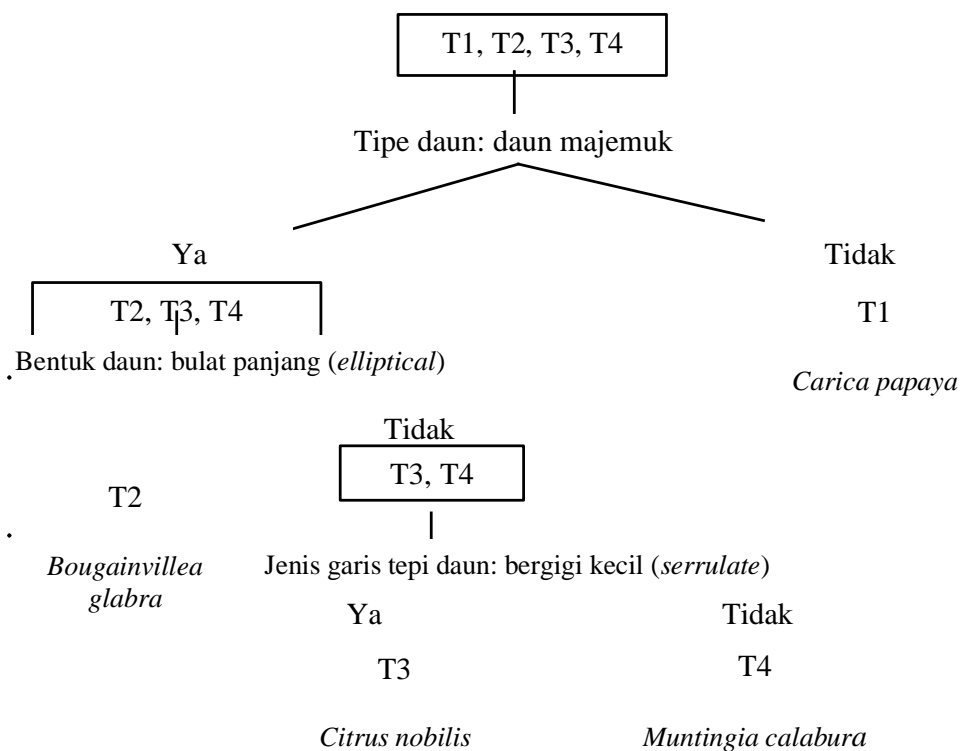 T1, T2, T3, T4
Tipe daun: daun majemuk
Ya
Tidak
T2, T3, T4
T1
Bentuk daun: bulat panjang (elliptical)
Carica papaya
Tidak
T3, T4
T2
Bougainvillea
glabra
Jenis garis tepi daun: bergigi kecil (serrulate)
Ya
Tidak
T3
T4
Citrus nobilis
Muntingia calabura